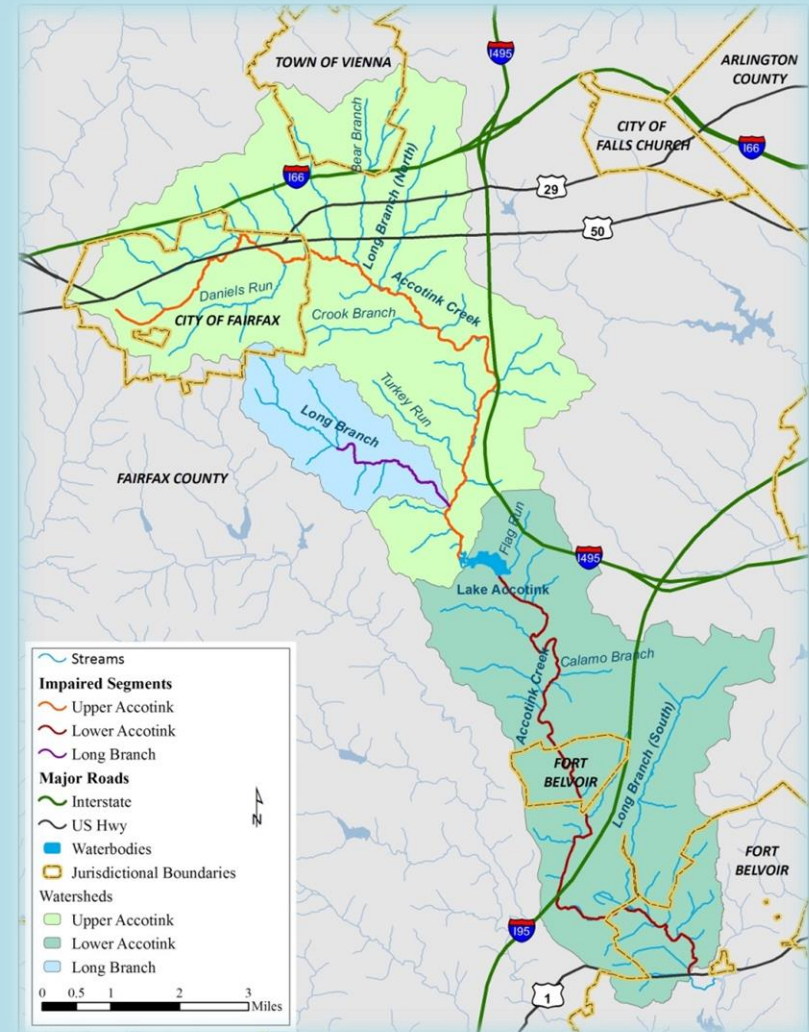 I495
TOWN OF VIENNA
ARLINGTON
COUNTY
CITY OF
FALLS CHURCH
I66
Bear Branch
I66
29
Long Branch (North)
50
Accotink Creek
Daniels Run
CITY OF FAIRFAX
Crook Branch
Turkey Run
Long Branch
FAIRFAX COUNTY
Flag Run
I495
Lake Accotink
Calamo Branch
Accotink Creek
Long Branch (South)
FORT
BELVOIR
FORT
BELVOIR
I95
1
Streams
Impaired Segments
Upper Accotink
Lower Accotink
Long Branch
Major Roads
Interstate
US Hwy
N
Waterbodies
Jurisdictional Boundaries
Watersheds
Upper Accotink
Lower Accotink
Long Branch
0 0.5 1 2 3
Miles